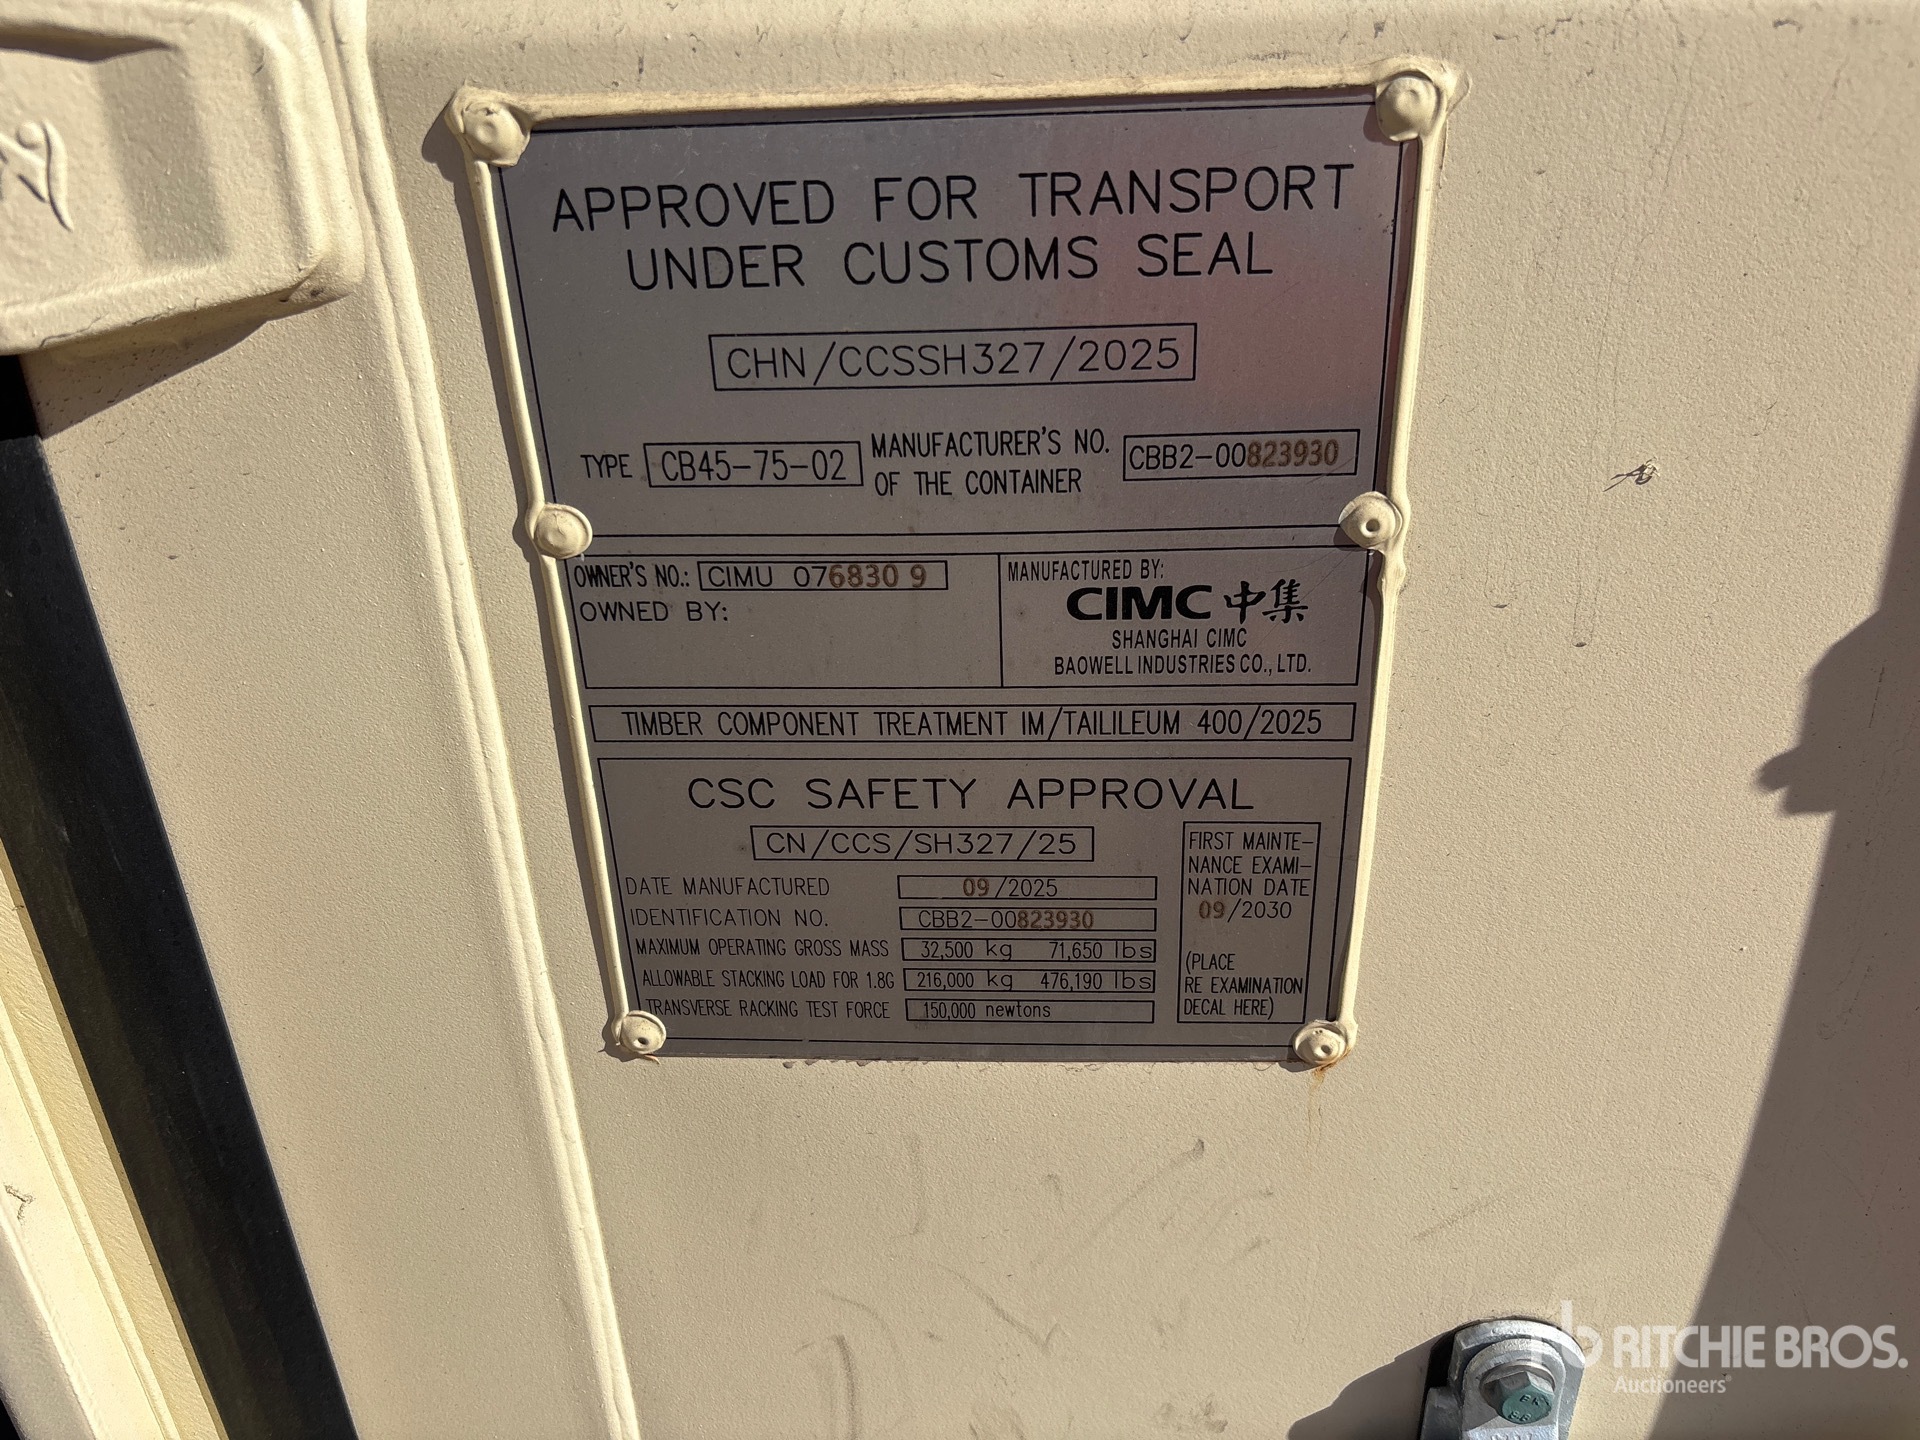 APPROVED FOR TRANSPORT
UNDER CUSTOMS SEAL
CHN/CCSSH327/2025
TYPE CB45-75-02 MANUFACTURER'S NO. OF THE CONTAINER CBB2-00823930
OWNER'S NO.: CIMU 076830 9
OWNED BY:
MANUFACTURED BY:
CIMC 中集
SHANGHAI CIMC
BAOWELL INDUSTRIES CO., LTD.
TIMBER COMPONENT TREATMENT IM/TAILILEUM 400/2025
CSC SAFETY APPROVAL
CN/CCS/SH327/25
DATE MANUFACTURED 09/2025
IDENTIFICATION NO. CBB2-00823930
MAXIMUM OPERATING GROSS MASS 32,500 kg 71,650 lbs
ALLOWABLE STACKING LOAD FOR 1.8G 216,000 kg 476,190 lbs
TRANSVERSE RACKING TEST FORCE 150,000 newtons
FIRST MAINTE-
NANCE EXAMI-
NATION DATE
09/2030
(PLACE
RE EXAMINATION
DECAL HERE)
rb RITCHIE BROS.
Auctioneers